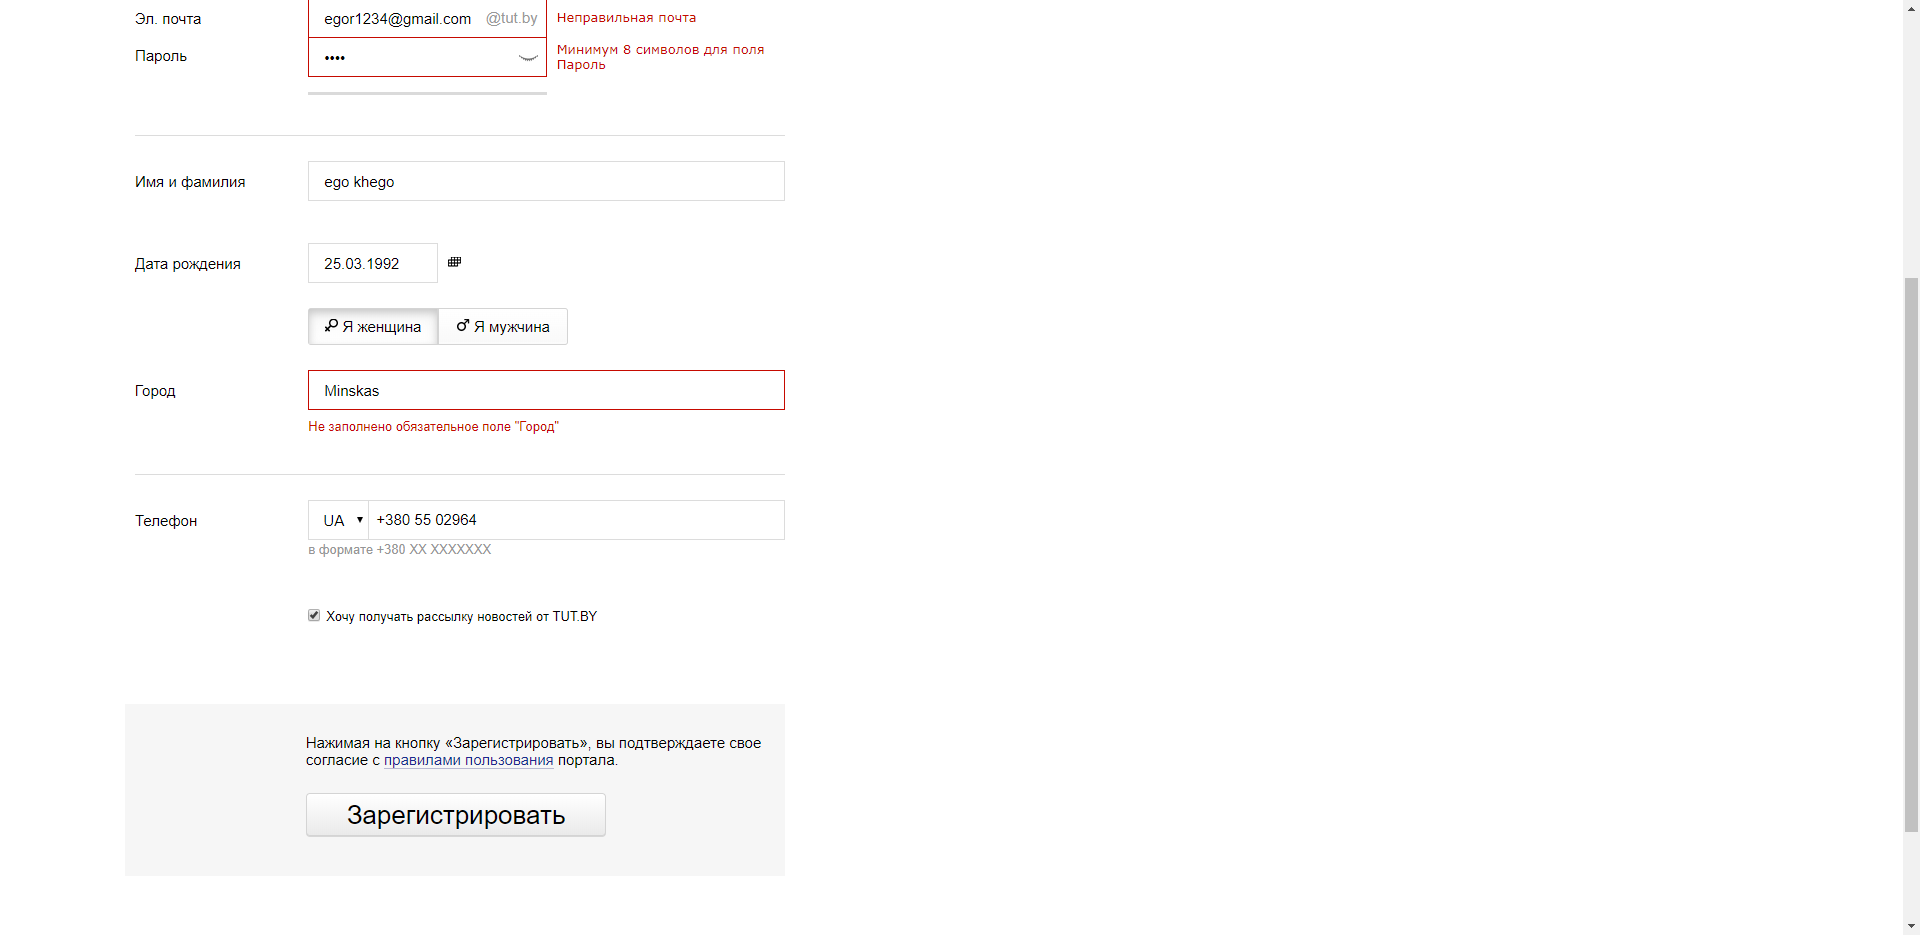 Эл. почта
egor1234@gmail.com @tut.by
Неправильная почта
Пароль
••••
Минимум 8 символов для поля
Пароль
Имя и фамилия
ego khego
Дата рождения
25.03.1992
Я женщина
Я мужчина
Город
Minskas
Не заполнено обязательное поле "Город"
Телефон
UA
+380 55 02964
в формате +380 XX XXXXXXX
Хочу получать рассылку новостей от TUT.BY
Нажимая на кнопку «Зарегистрировать», вы подтверждаете свое
согласие с правилами пользования портала.
Зарегистрировать